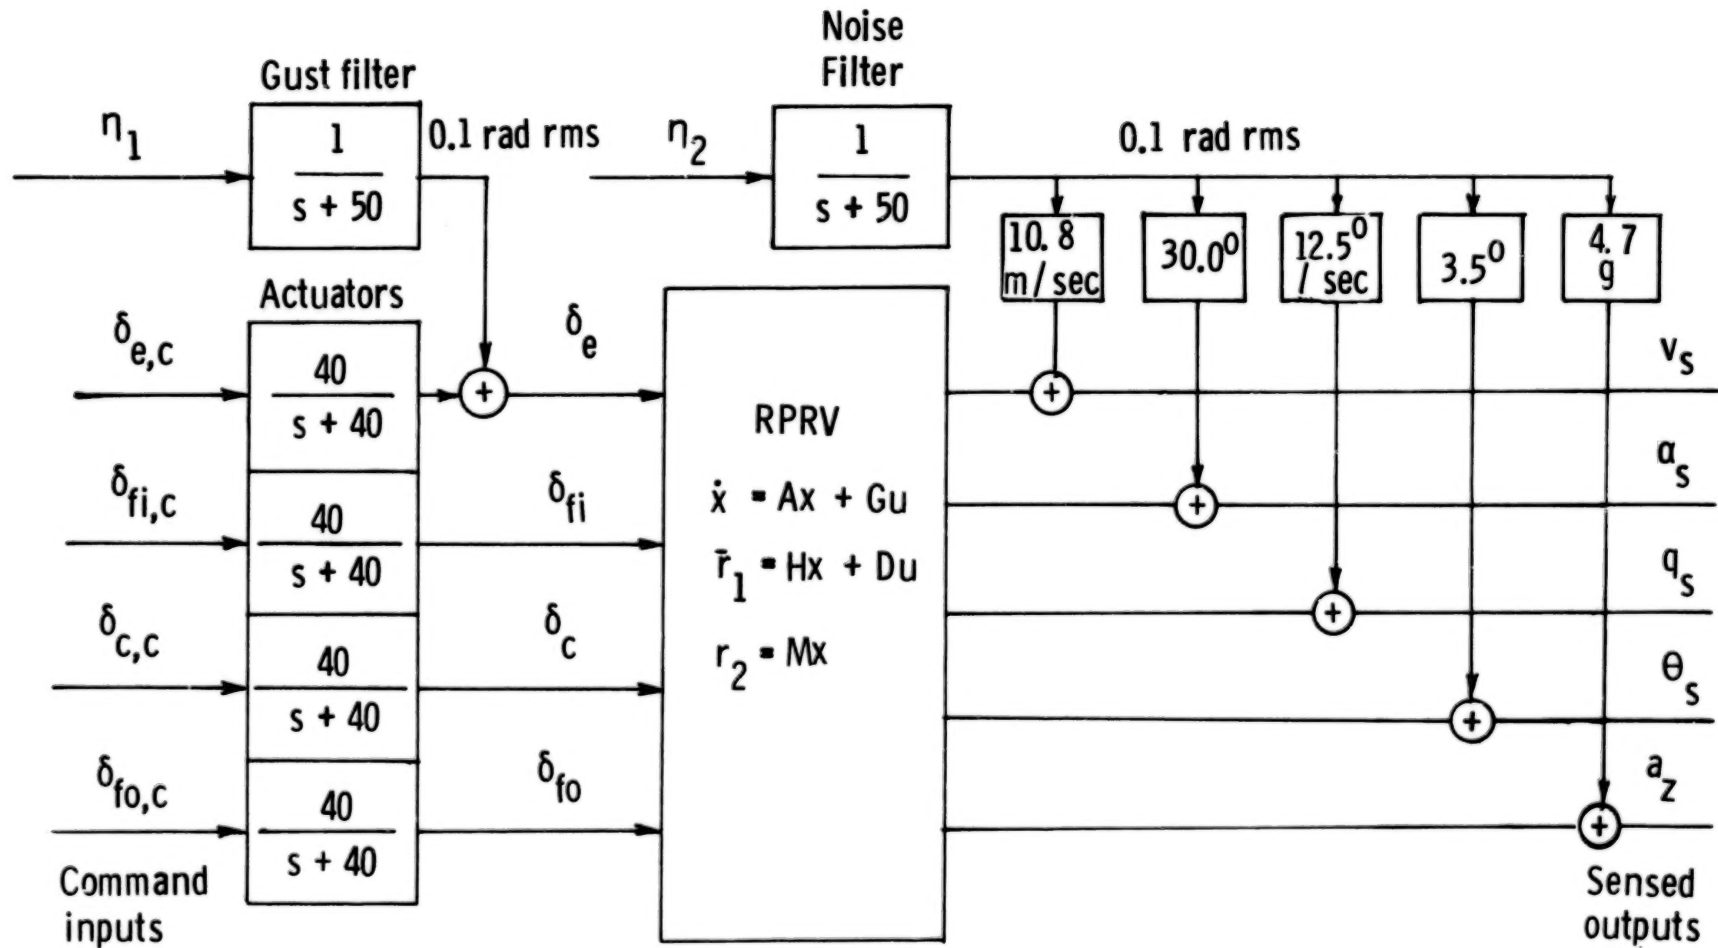 Noise
Filter
Gust filter
η1
1
s + 50
0.1 rad rms
η2
1
s + 50
0.1 rad rms
10.8
m/sec
30.0⁰
12.5⁰
/ sec
3.5⁰
4.7
g
Actuators
δe,c
40
s + 40
+
δe
+
vs
RPRV
ẋ = Ax + Gu
r̄1 = Hx + Du
r2 = Mx
δfi,c
40
s + 40
δfi
+
αs
δc,c
40
s + 40
δc
+
qs
+
θs
δfo,c
40
s + 40
δfo
+
az
Command
inputs
Sensed
outputs